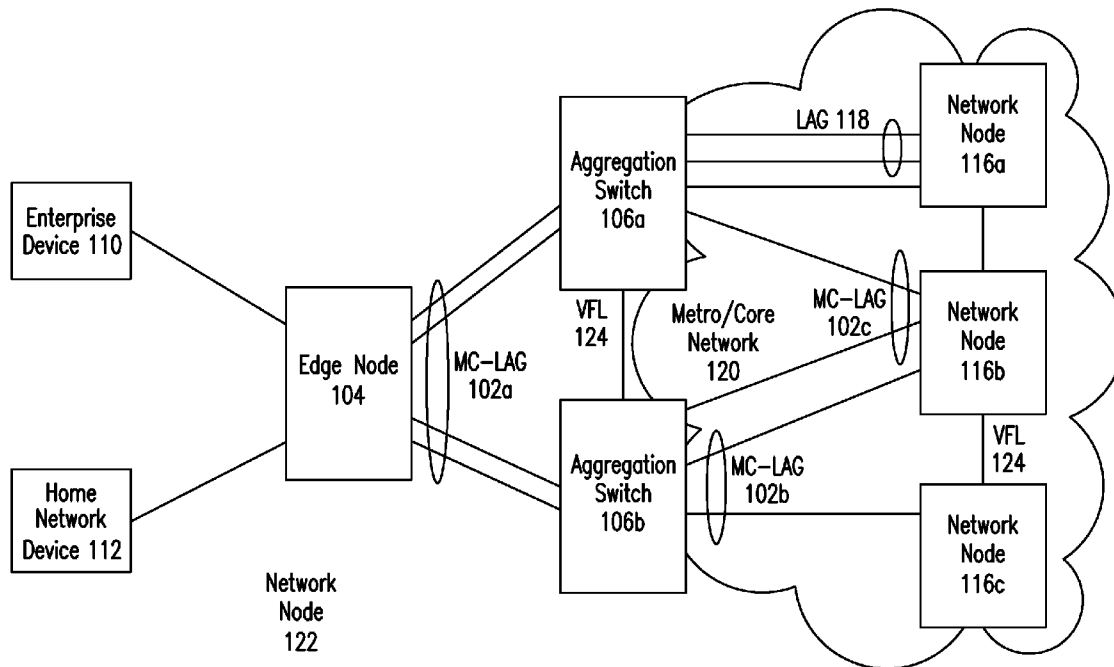 Enterprise
Device 110
Home
Network
Device 112
Edge Node
104
Network
Node
122
MC-LAG
102a
Aggregation
Switch
106a
VFL
124
Aggregation
Switch
106b
LAG 118
Metro/Core
Network
120
MC-LAG
102c
MC-LAG
102b
Network
Node
116a
Network
Node
116b
VFL
124
Network
Node
116c